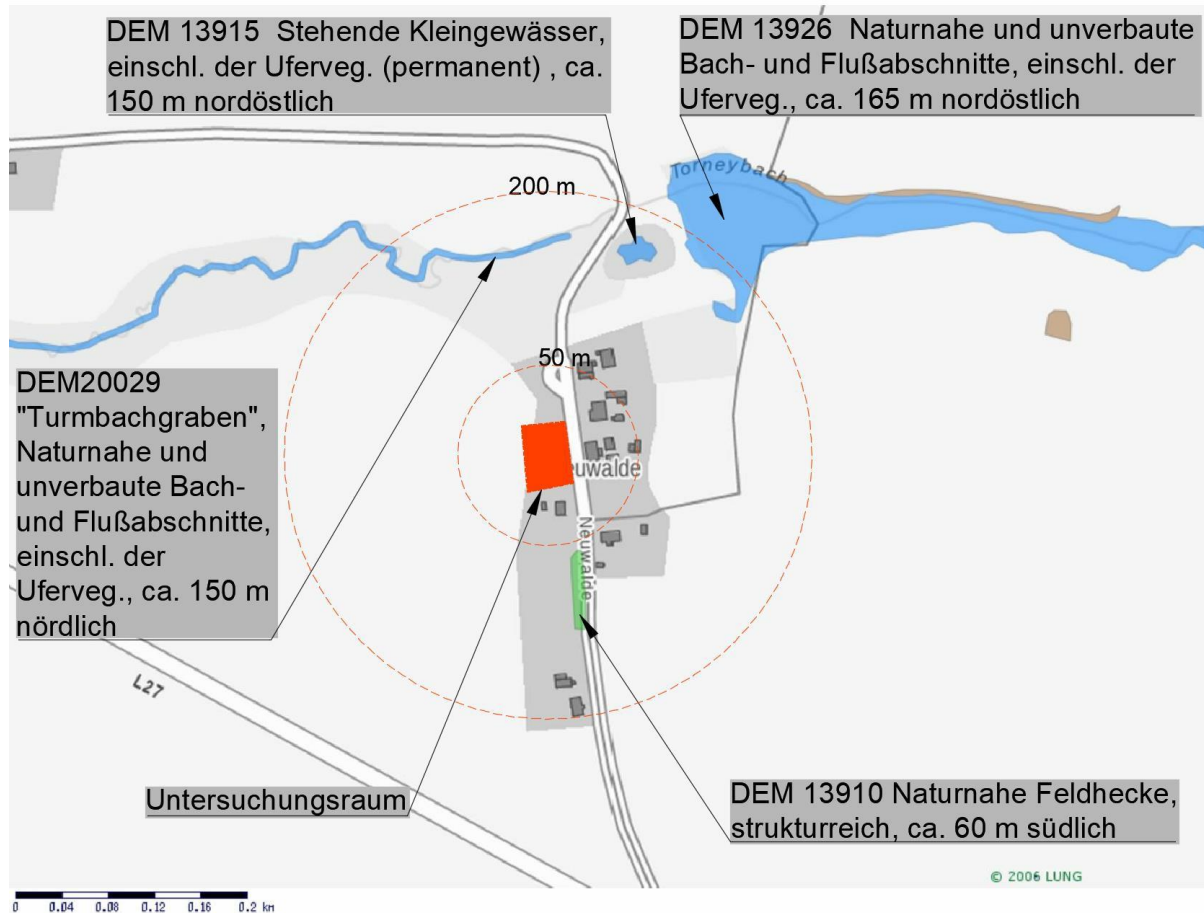 DEM 13915 Stehende Kleingewässer,
einschl. der Uferveg. (permanent) , ca.
150 m nordöstlich
DEM 13926 Naturnahe und unverbaute
Bach- und Flußabschnitte, einschl. der
Uferveg., ca. 165 m nordöstlich
Torneybach
200 m
50 m
DEM20029
"Turmbachgraben",
Naturnahe und
unverbaute Bach-
und Flußabschnitte,
einschl. der
Uferveg., ca. 150 m
nördlich
euwalde
Neuwalde
L27
Untersuchungsraum
DEM 13910 Naturnahe Feldhecke,
strukturreich, ca. 60 m südlich
© 2006 LUNG
0 0.04 0.08 0.12 0.16 0.2 km